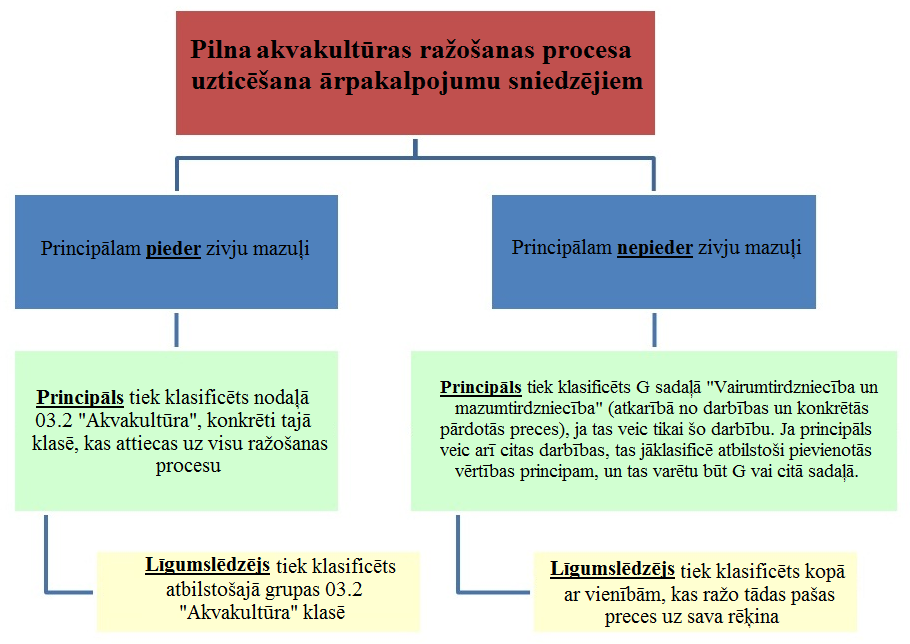 Pilna akvakultūras ražošanas procesa
uzticēšana ārpakalpojumu sniedzējiem
Principālam pieder zivju mazuļi
Principālam nepieder zivju mazuļi
Principāls tiek klasificēts nodaļā
03.2 "Akvakultūra", konkrēti tajā
klasē, kas attiecas uz visu ražošanas
procesu
Principāls tiek klasificēts G sadaļā "Vairumtirdzniecība un
mazumtirdzniecība" (atkarībā no darbības un konkrētās
pārdotās preces), ja tas veic tikai šo darbību. Ja principāls
veic arī citas darbības, tas jāklasificē atbilstoši pievienotās
vērtības principam, un tas varētu būt G vai citā sadaļā.
Līgumslēdzējs tiek klasificēts
atbilstošajā grupas 03.2
"Akvakultūra" klasē
Līgumslēdzējs tiek klasificēts kopā
ar vienībām, kas ražo tādas pašas
preces uz sava rēķina